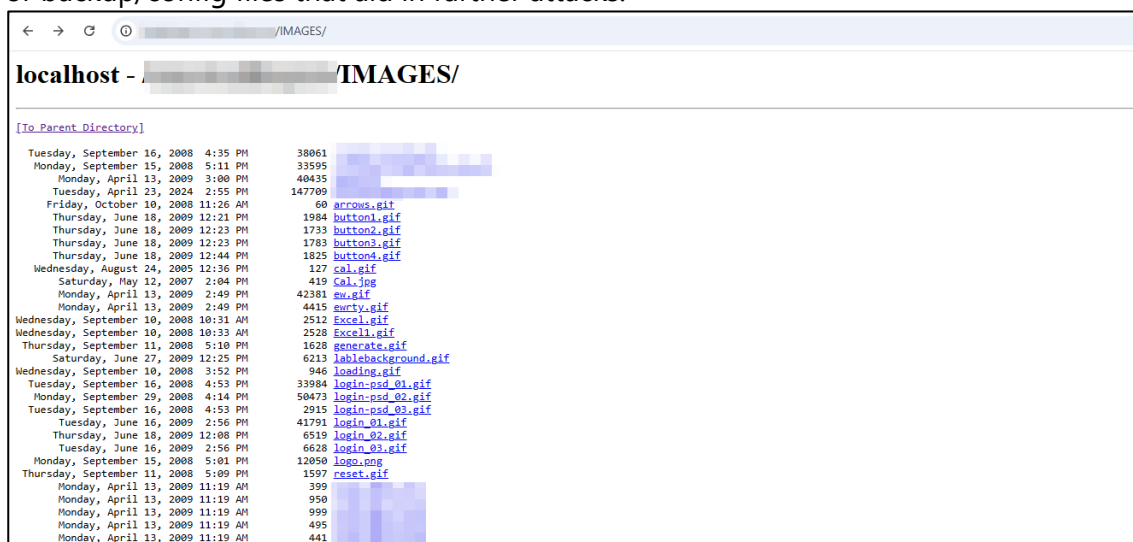 or backup/config files that aid in further attacks.
/IMAGES/
localhost - / /IMAGES/
[To Parent Directory]
Tuesday, September 16, 2008 4:35 PM 38061
Monday, September 15, 2008 5:11 PM 33595
Monday, April 13, 2009 3:00 PM 40435
Tuesday, April 23, 2024 2:55 PM 147709
Friday, October 10, 2008 11:26 AM 60 arrows.gif
Thursday, June 18, 2009 12:21 PM 1984 button1.gif
Thursday, June 18, 2009 12:23 PM 1733 button2.gif
Thursday, June 18, 2009 12:23 PM 1783 button3.gif
Thursday, June 18, 2009 12:44 PM 1825 button4.gif
Wednesday, August 24, 2005 12:36 PM 127 cal.gif
Saturday, May 12, 2007 2:04 PM 419 Cal.jpg
Monday, April 13, 2009 2:49 PM 42381 ew.gif
Monday, April 13, 2009 2:49 PM 4415 ewrty.gif
Wednesday, September 10, 2008 10:31 AM 2512 Excel.gif
Wednesday, September 10, 2008 10:33 AM 2528 Excel1.gif
Thursday, September 11, 2008 5:10 PM 1628 generate.gif
Saturday, June 27, 2009 12:25 PM 6213 lablebackground.gif
Wednesday, September 10, 2008 3:52 PM 946 loading.gif
Tuesday, September 16, 2008 4:53 PM 33984 login-psd_01.gif
Monday, September 29, 2008 4:14 PM 50473 login-psd_02.gif
Tuesday, September 16, 2008 4:53 PM 2915 login-psd_03.gif
Tuesday, June 16, 2009 2:56 PM 41791 login_01.gif
Thursday, June 18, 2009 12:08 PM 6519 login_02.gif
Tuesday, June 16, 2009 2:56 PM 6628 login_03.gif
Monday, September 15, 2008 5:01 PM 12050 logo.png
Thursday, September 11, 2008 5:09 PM 1597 reset.gif
Monday, April 13, 2009 11:19 AM 399
Monday, April 13, 2009 11:19 AM 950
Monday, April 13, 2009 11:19 AM 999
Monday, April 13, 2009 11:19 AM 495
Monday, April 13, 2009 11:19 AM 441